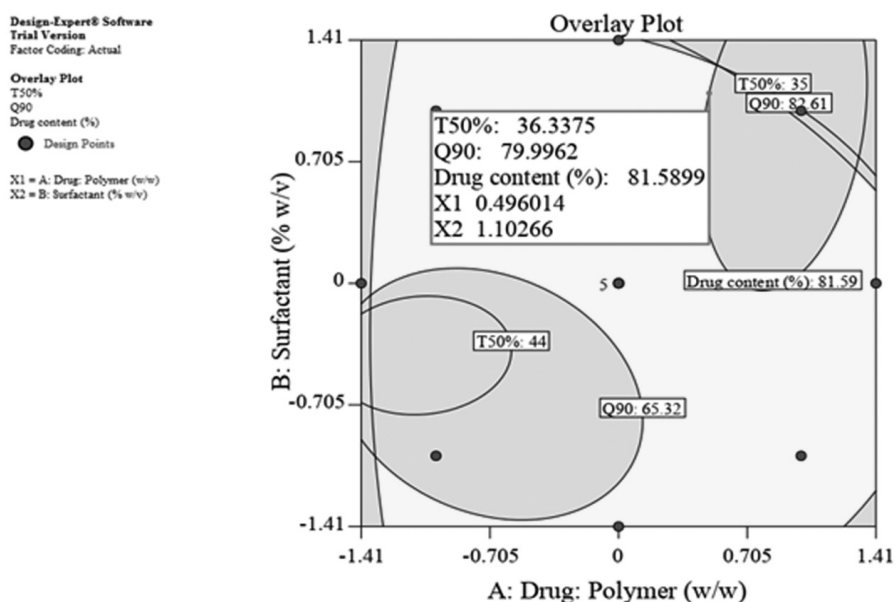 Design-Expert® Software
Trial Version
Factor Coding: Actual
Overlay Plot
T50%
Q90
Drug content (%)
Design Points
X1 = A: Drug: Polymer (w/w)
X2 = B: Surfactant (% w/v)
Overlay Plot
1.41
0.705
0
-0.705
-1.41
B: Surfactant (% w/v)
T50%: 35
Q90: 82.61
T50%: 36.3375
Q90: 79.9962
Drug content (%): 81.5899
X1 0.496014
X2 1.10266
5
Drug content (%): 81.59
T50%: 44
Q90: 65.32
-1.41
-0.705
0
0.705
1.41
A: Drug: Polymer (w/w)